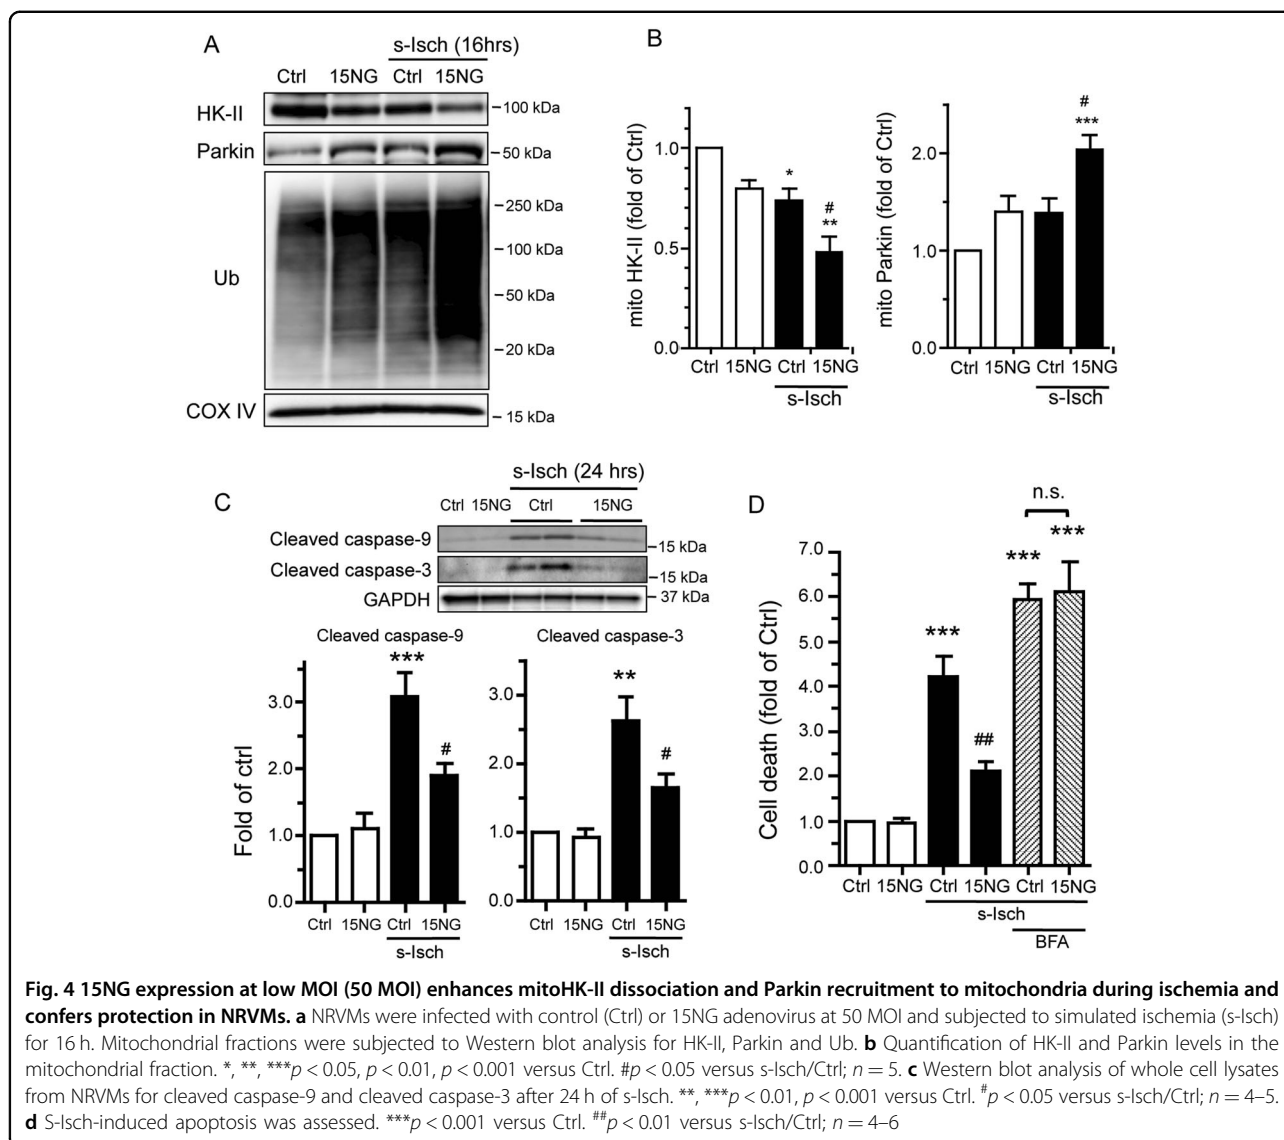 A
s-Isch (16hrs)
Ctrl 15NG Ctrl 15NG
HK-II
100 kDa
Parkin
50 kDa
Ub
250 kDa
100 kDa
50 kDa
20 kDa
COX IV
15 kDa
B
mito HK-II (fold of Ctrl)
1.0
0.5
0.0
*
#
**
Ctrl 15NG Ctrl 15NG
s-Isch
mito Parkin (fold of Ctrl)
2.0
1.0
0.0
#
***
Ctrl 15NG Ctrl 15NG
s-Isch
C
s-Isch (24 hrs)
Ctrl 15NG Ctrl 15NG
Cleaved caspase-9
15 kDa
Cleaved caspase-3
15 kDa
GAPDH
37 kDa
Cleaved caspase-9
Fold of ctrl
3.0
2.0
1.0
0.0
***
#
Ctrl 15NG Ctrl 15NG
s-Isch
Cleaved caspase-3
3.0
2.0
1.0
0.0
**
#
Ctrl 15NG Ctrl 15NG
s-Isch
D
Cell death (fold of Ctrl)
7.0
6.0
5.0
4.0
3.0
2.0
1.0
0.0
***
##
***
n.s.
***
Ctrl 15NG Ctrl 15NG Ctrl 15NG
s-Isch
BFA
Fig. 4 15NG expression at low MOI (50 MOI) enhances mitoHK-II dissociation and Parkin recruitment to mitochondria during ischemia and
confers protection in NRVMs. a NRVMs were infected with control (Ctrl) or 15NG adenovirus at 50 MOI and subjected to simulated ischemia (s-Isch)
for 16 h. Mitochondrial fractions were subjected to Western blot analysis for HK-II, Parkin and Ub. b Quantification of HK-II and Parkin levels in the
mitochondrial fraction. *, **, ***p < 0.05, p < 0.01, p < 0.001 versus Ctrl. #p < 0.05 versus s-Isch/Ctrl; n = 5. c Western blot analysis of whole cell lysates
from NRVMs for cleaved caspase-9 and cleaved caspase-3 after 24 h of s-Isch. **, ***p < 0.01, p < 0.001 versus Ctrl. #p < 0.05 versus s-Isch/Ctrl; n = 4–5.
d S-Isch-induced apoptosis was assessed. ***p < 0.001 versus Ctrl. ##p < 0.01 versus s-Isch/Ctrl; n = 4–6